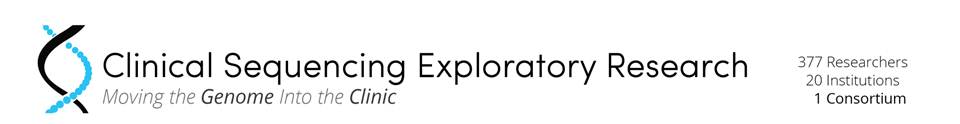 Clinical Sequencing Exploratory Research
Moving the Genome Into the Clinic
377 Researchers
20 Institutions
1 Consortium